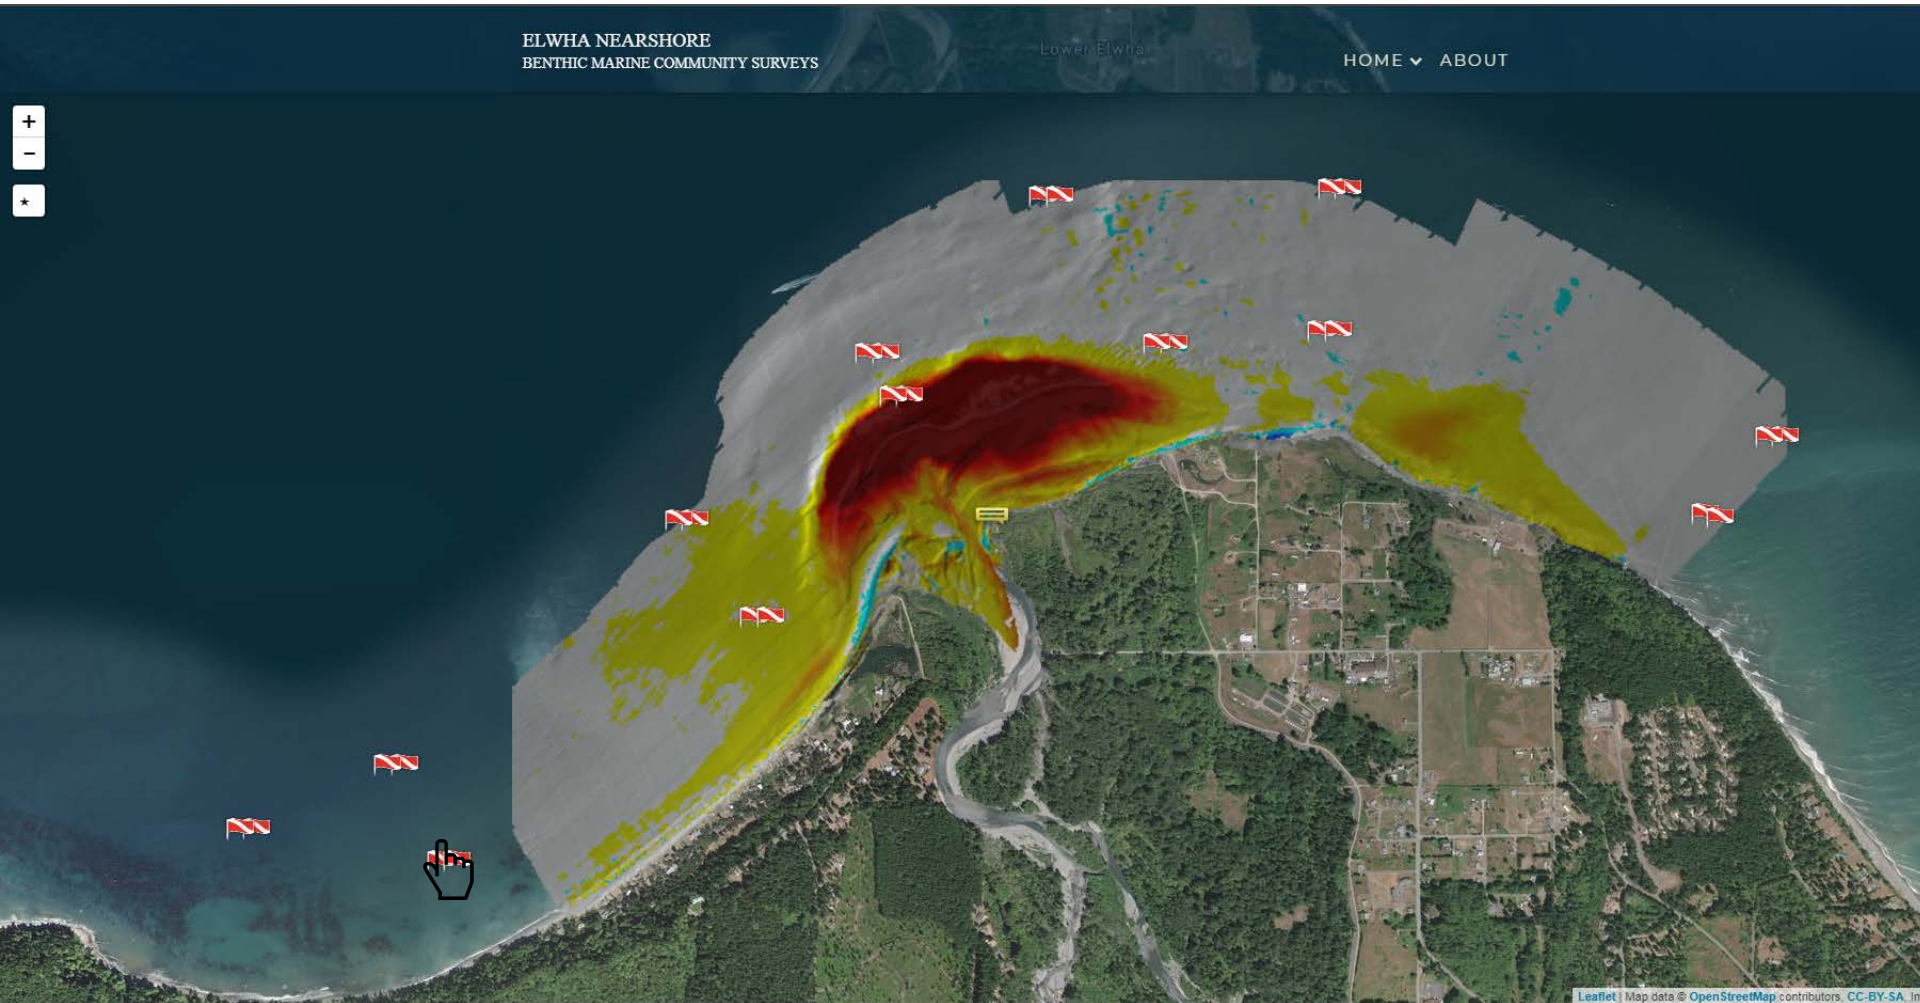 ELWHA NEARSHORE
BENTHIC MARINE COMMUNITY SURVEYS
Lower Elwha
HOME
ABOUT
+
−
Leaflet | Map data © OpenStreetMap contributors, CC-BY-SA,